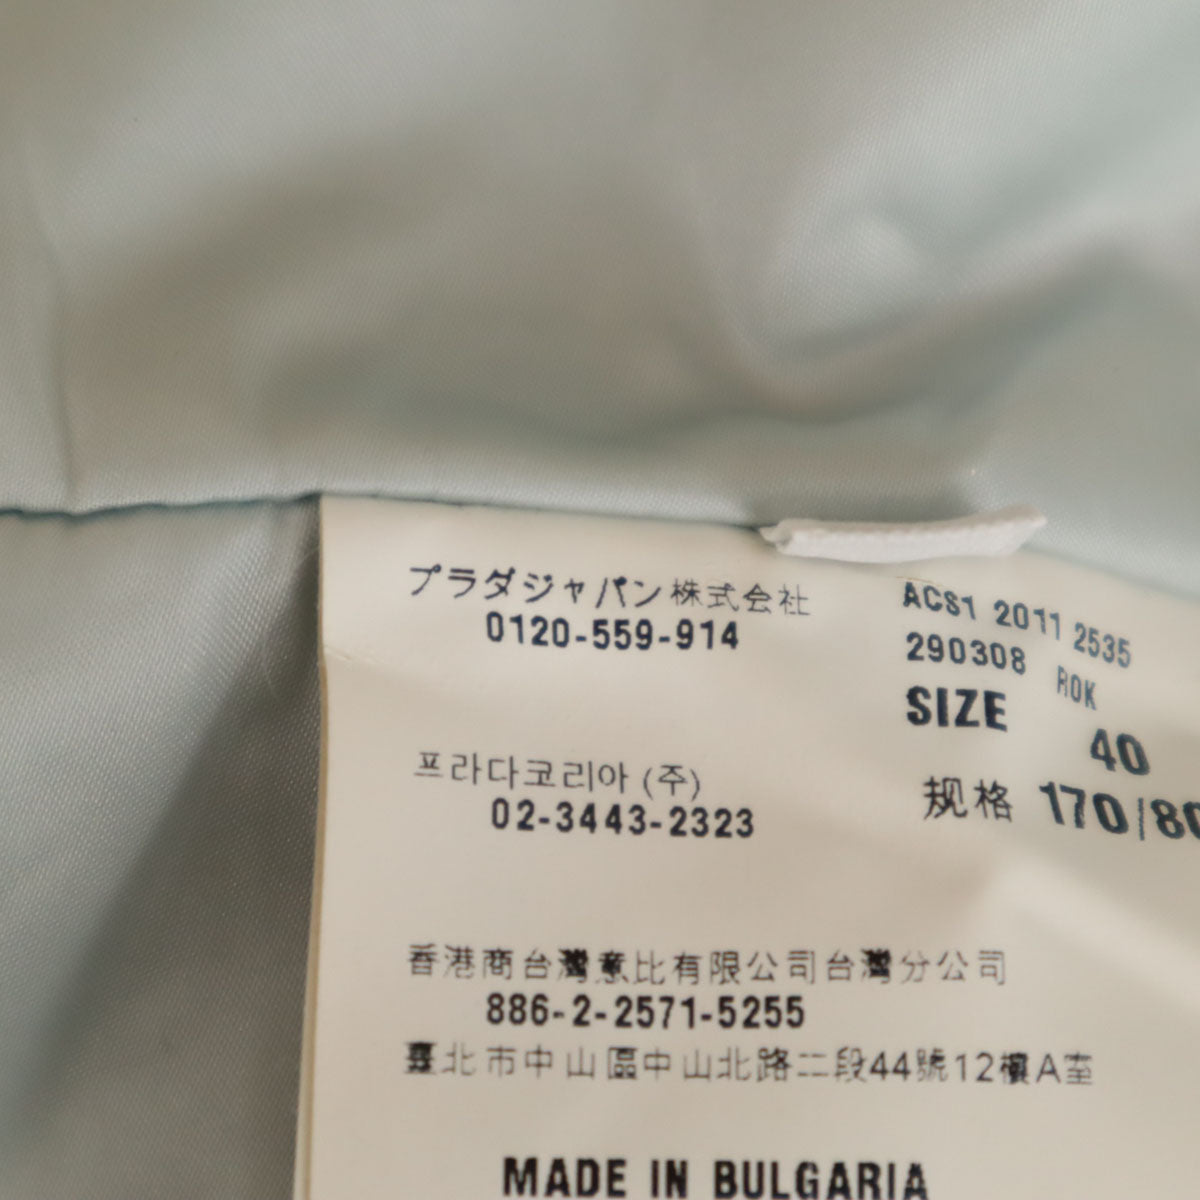 プラダジャパン株式会社
0120-559-914
프라다코리아 (주)
02-3443-2323
香港商台灣意比有限公司台灣分公司
886-2-2571-5255
臺北市中山區中山北路二段44號12樓A室
MADE IN BULGARIA
ACS1 2011 2535
290308 ROK
SIZE 40
规格 170/80